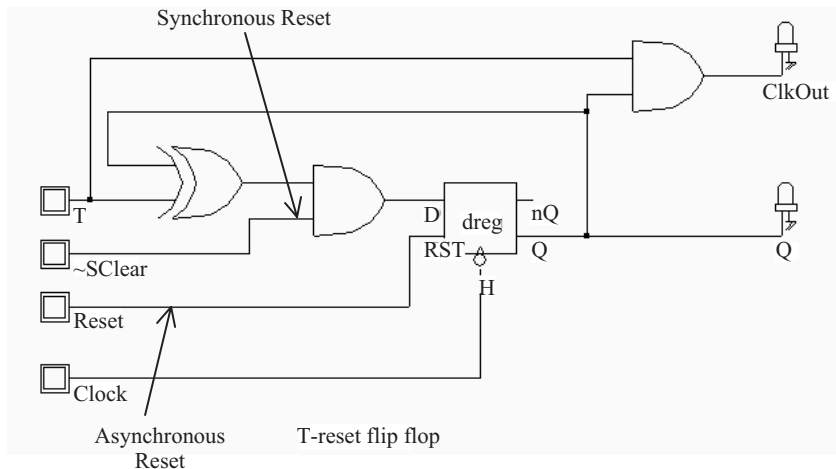 Synchronous Reset
ClkOut
T
D
dreg
nQ
~SClear
RST
Q
Q
H
Reset
Clock
Asynchronous
Reset
T-reset flip flop